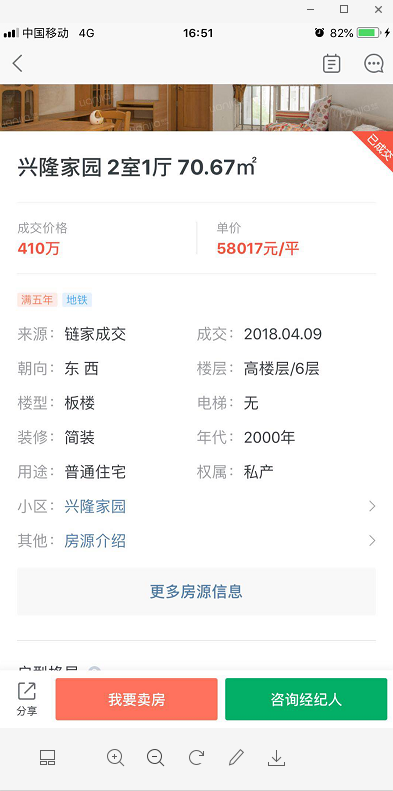 中国移动 4G 16:51 82%
已成交
兴隆家园 2室1厅 70.67㎡
成交价格 单价
410万 58017元/平
满五年 地铁
来源: 链家成交 成交: 2018.04.09
朝向: 东 西 楼层: 高楼层/6层
楼型: 板楼 电梯: 无
装修: 简装 年代: 2000年
用途: 普通住宅 权属: 私产
小区: 兴隆家园
其他: 房源介绍
更多房源信息
分享 我要卖房 咨询经纪人